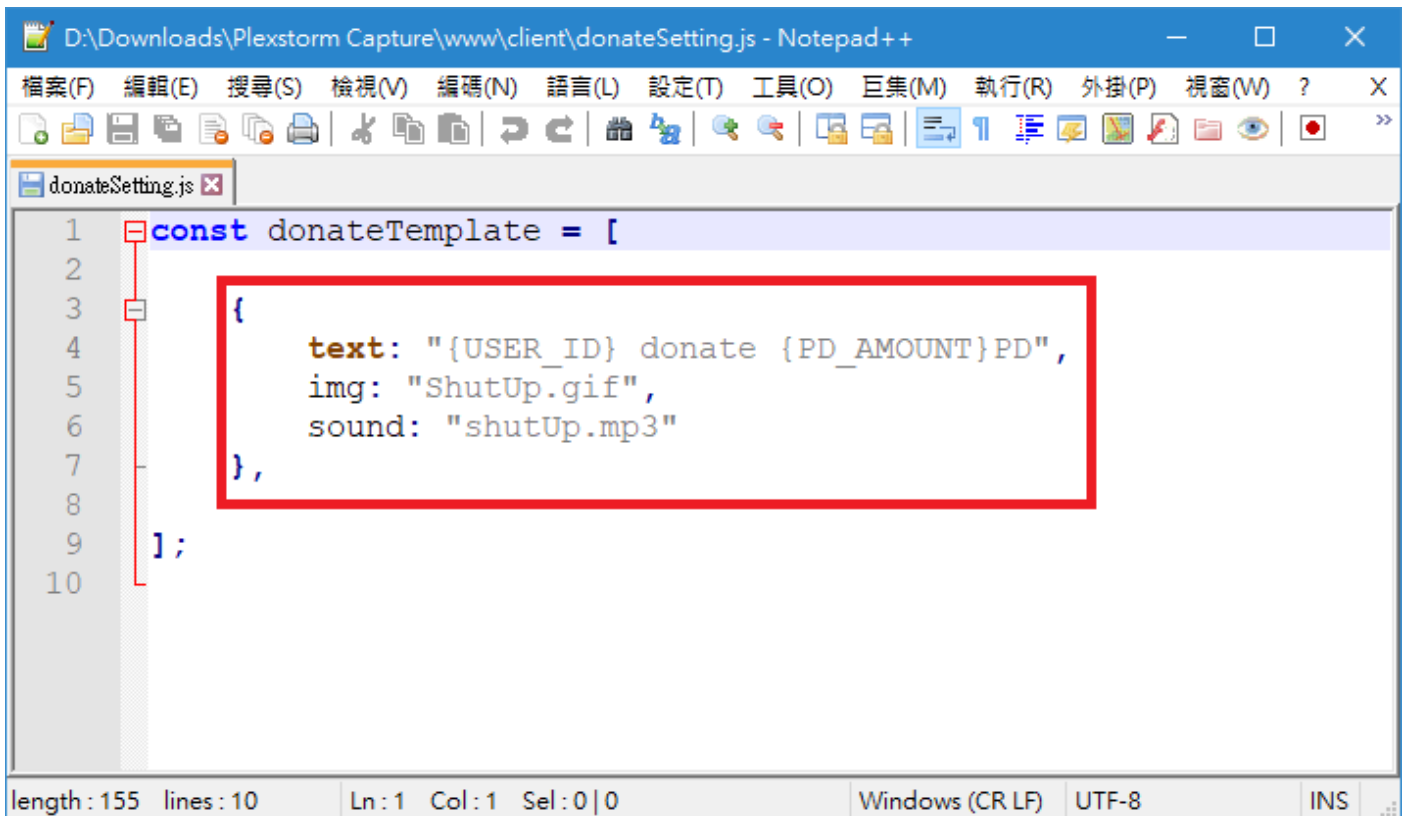 D:\Downloads\Plexstorm Capture\www\client\donateSetting.js - Notepad++
檔案(F) 編輯(E) 搜尋(S) 檢視(V) 編碼(N) 語言(L) 設定(T) 工具(O) 巨集(M) 執行(R) 外掛(P) 視窗(W) ? X
donateSetting.js
1 const donateTemplate = [
2
3 {
4 text: "{USER_ID} donate {PD_AMOUNT}PD",
5 img: "ShutUp.gif",
6 sound: "shutUp.mp3"
7 },
8
9 ];
10
length : 155 lines : 10 Ln : 1 Col : 1 Sel : 0 | 0 Windows (CR LF) UTF-8 INS